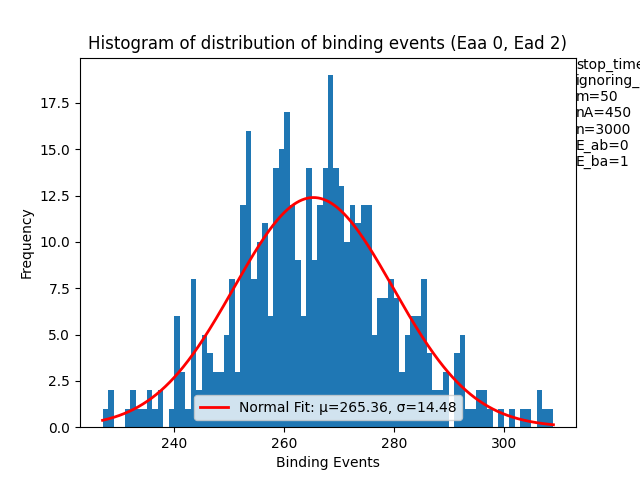 Histogram of distribution of binding events (Eaa 0, Ead 2)
stop_time
ignoring_
m=50
nA=450
n=3000
E_ab=0
E_ba=1
Frequency
17.5
15.0
12.5
10.0
7.5
5.0
2.5
0.0
Normal Fit: μ=265.36, σ=14.48
240
260
280
300
Binding Events